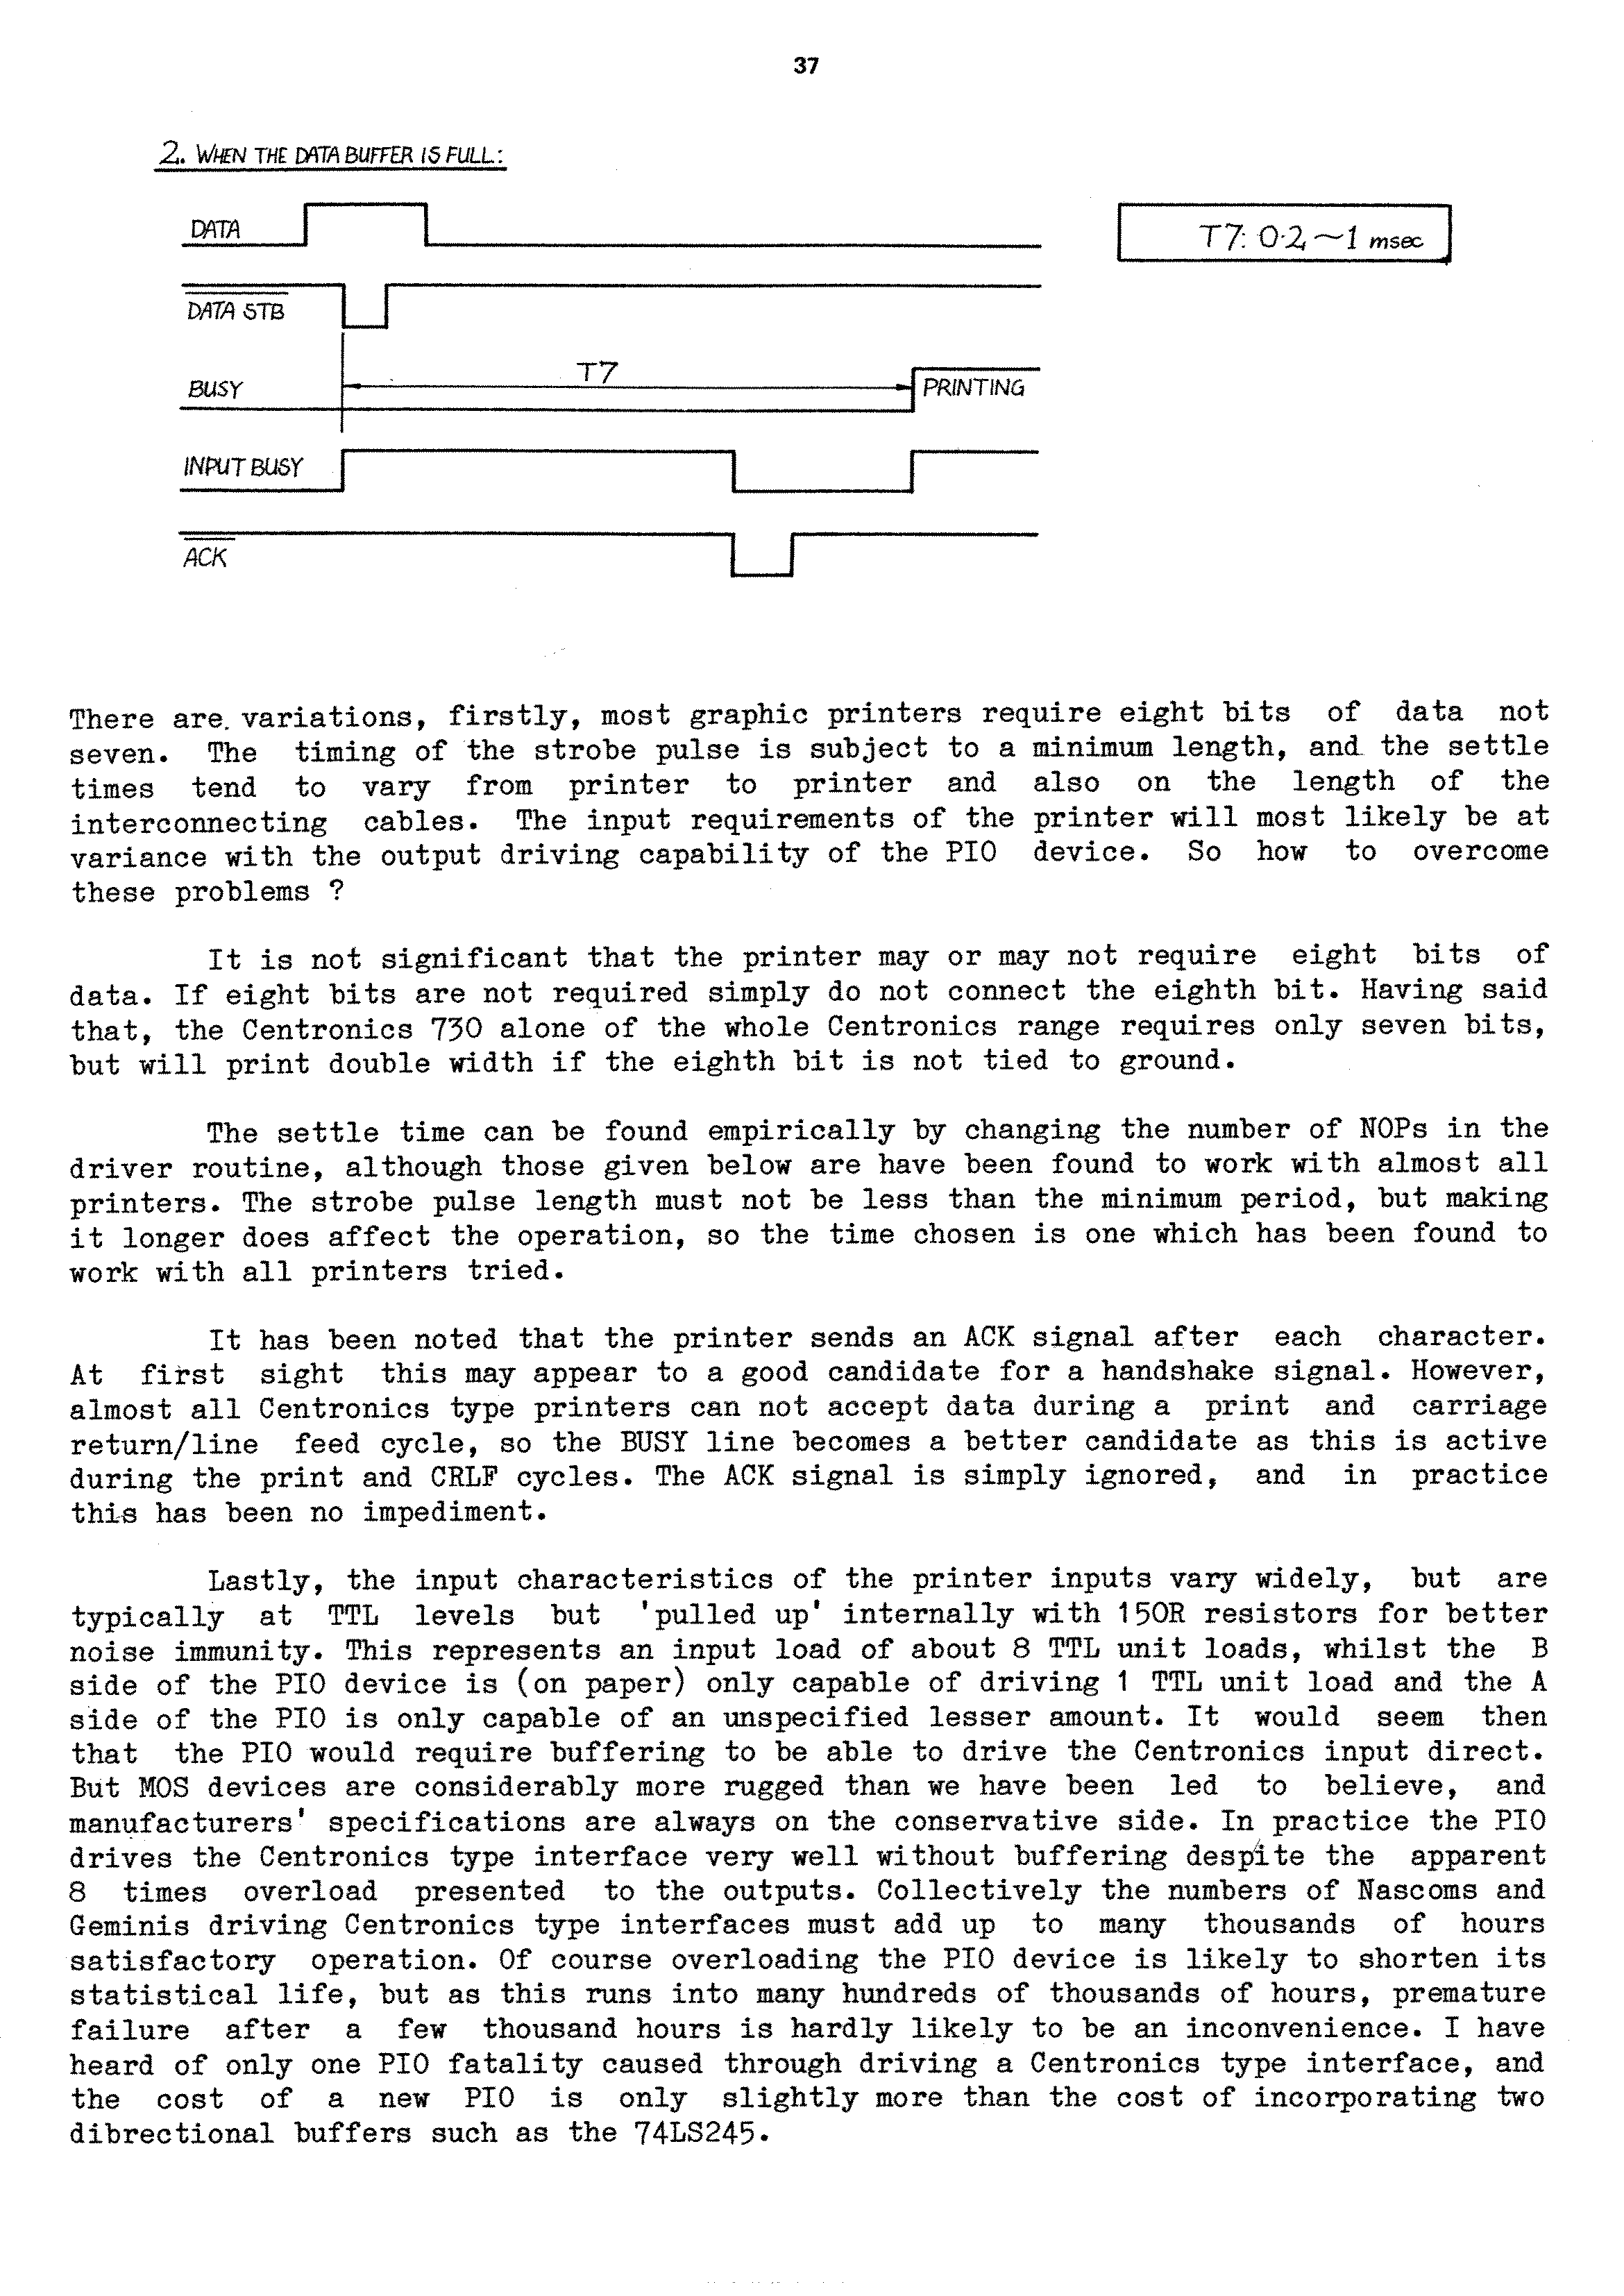 37
2. WHEN THE DATA BUFFER IS FULL:
DATA
T7: 0·2 ~ 1 msec
DATA STB
T7
BUSY
PRINTING
INPUT BUSY
ACK
There are variations, firstly, most graphic printers require eight bits of data not
seven. The timing of the strobe pulse is subject to a minimum length, and the settle
times tend to vary from printer to printer and also on the length of the
interconnecting cables. The input requirements of the printer will most likely be at
variance with the output driving capability of the PIO device. So how to overcome
these problems ?
It is not significant that the printer may or may not require eight bits of
data. If eight bits are not required simply do not connect the eighth bit. Having said
that, the Centronics 730 alone of the whole Centronics range requires only seven bits,
but will print double width if the eighth bit is not tied to ground.
The settle time can be found empirically by changing the number of NOPs in the
driver routine, although those given below are have been found to work with almost all
printers. The strobe pulse length must not be less than the minimum period, but making
it longer does affect the operation, so the time chosen is one which has been found to
work with all printers tried.
It has been noted that the printer sends an ACK signal after each character.
At first sight this may appear to a good candidate for a handshake signal. However,
almost all Centronics type printers can not accept data during a print and carriage
return/line feed cycle, so the BUSY line becomes a better candidate as this is active
during the print and CRLF cycles. The ACK signal is simply ignored, and in practice
this has been no impediment.
Lastly, the input characteristics of the printer inputs vary widely, but are
typically at TTL levels but 'pulled up' internally with 150R resistors for better
noise immunity. This represents an input load of about 8 TTL unit loads, whilst the B
side of the PIO device is (on paper) only capable of driving 1 TTL unit load and the A
side of the PIO is only capable of an unspecified lesser amount. It would seem then
that the PIO would require buffering to be able to drive the Centronics input direct.
But MOS devices are considerably more rugged than we have been led to believe, and
manufacturers' specifications are always on the conservative side. In practice the PIO
drives the Centronics type interface very well without buffering despite the apparent
8 times overload presented to the outputs. Collectively the numbers of Nascoms and
Geminis driving Centronics type interfaces must add up to many thousands of hours
satisfactory operation. Of course overloading the PIO device is likely to shorten its
statistical life, but as this runs into many hundreds of thousands of hours, premature
failure after a few thousand hours is hardly likely to be an inconvenience. I have
heard of only one PIO fatality caused through driving a Centronics type interface, and
the cost of a new PIO is only slightly more than the cost of incorporating two
dibrectional buffers such as the 74LS245.